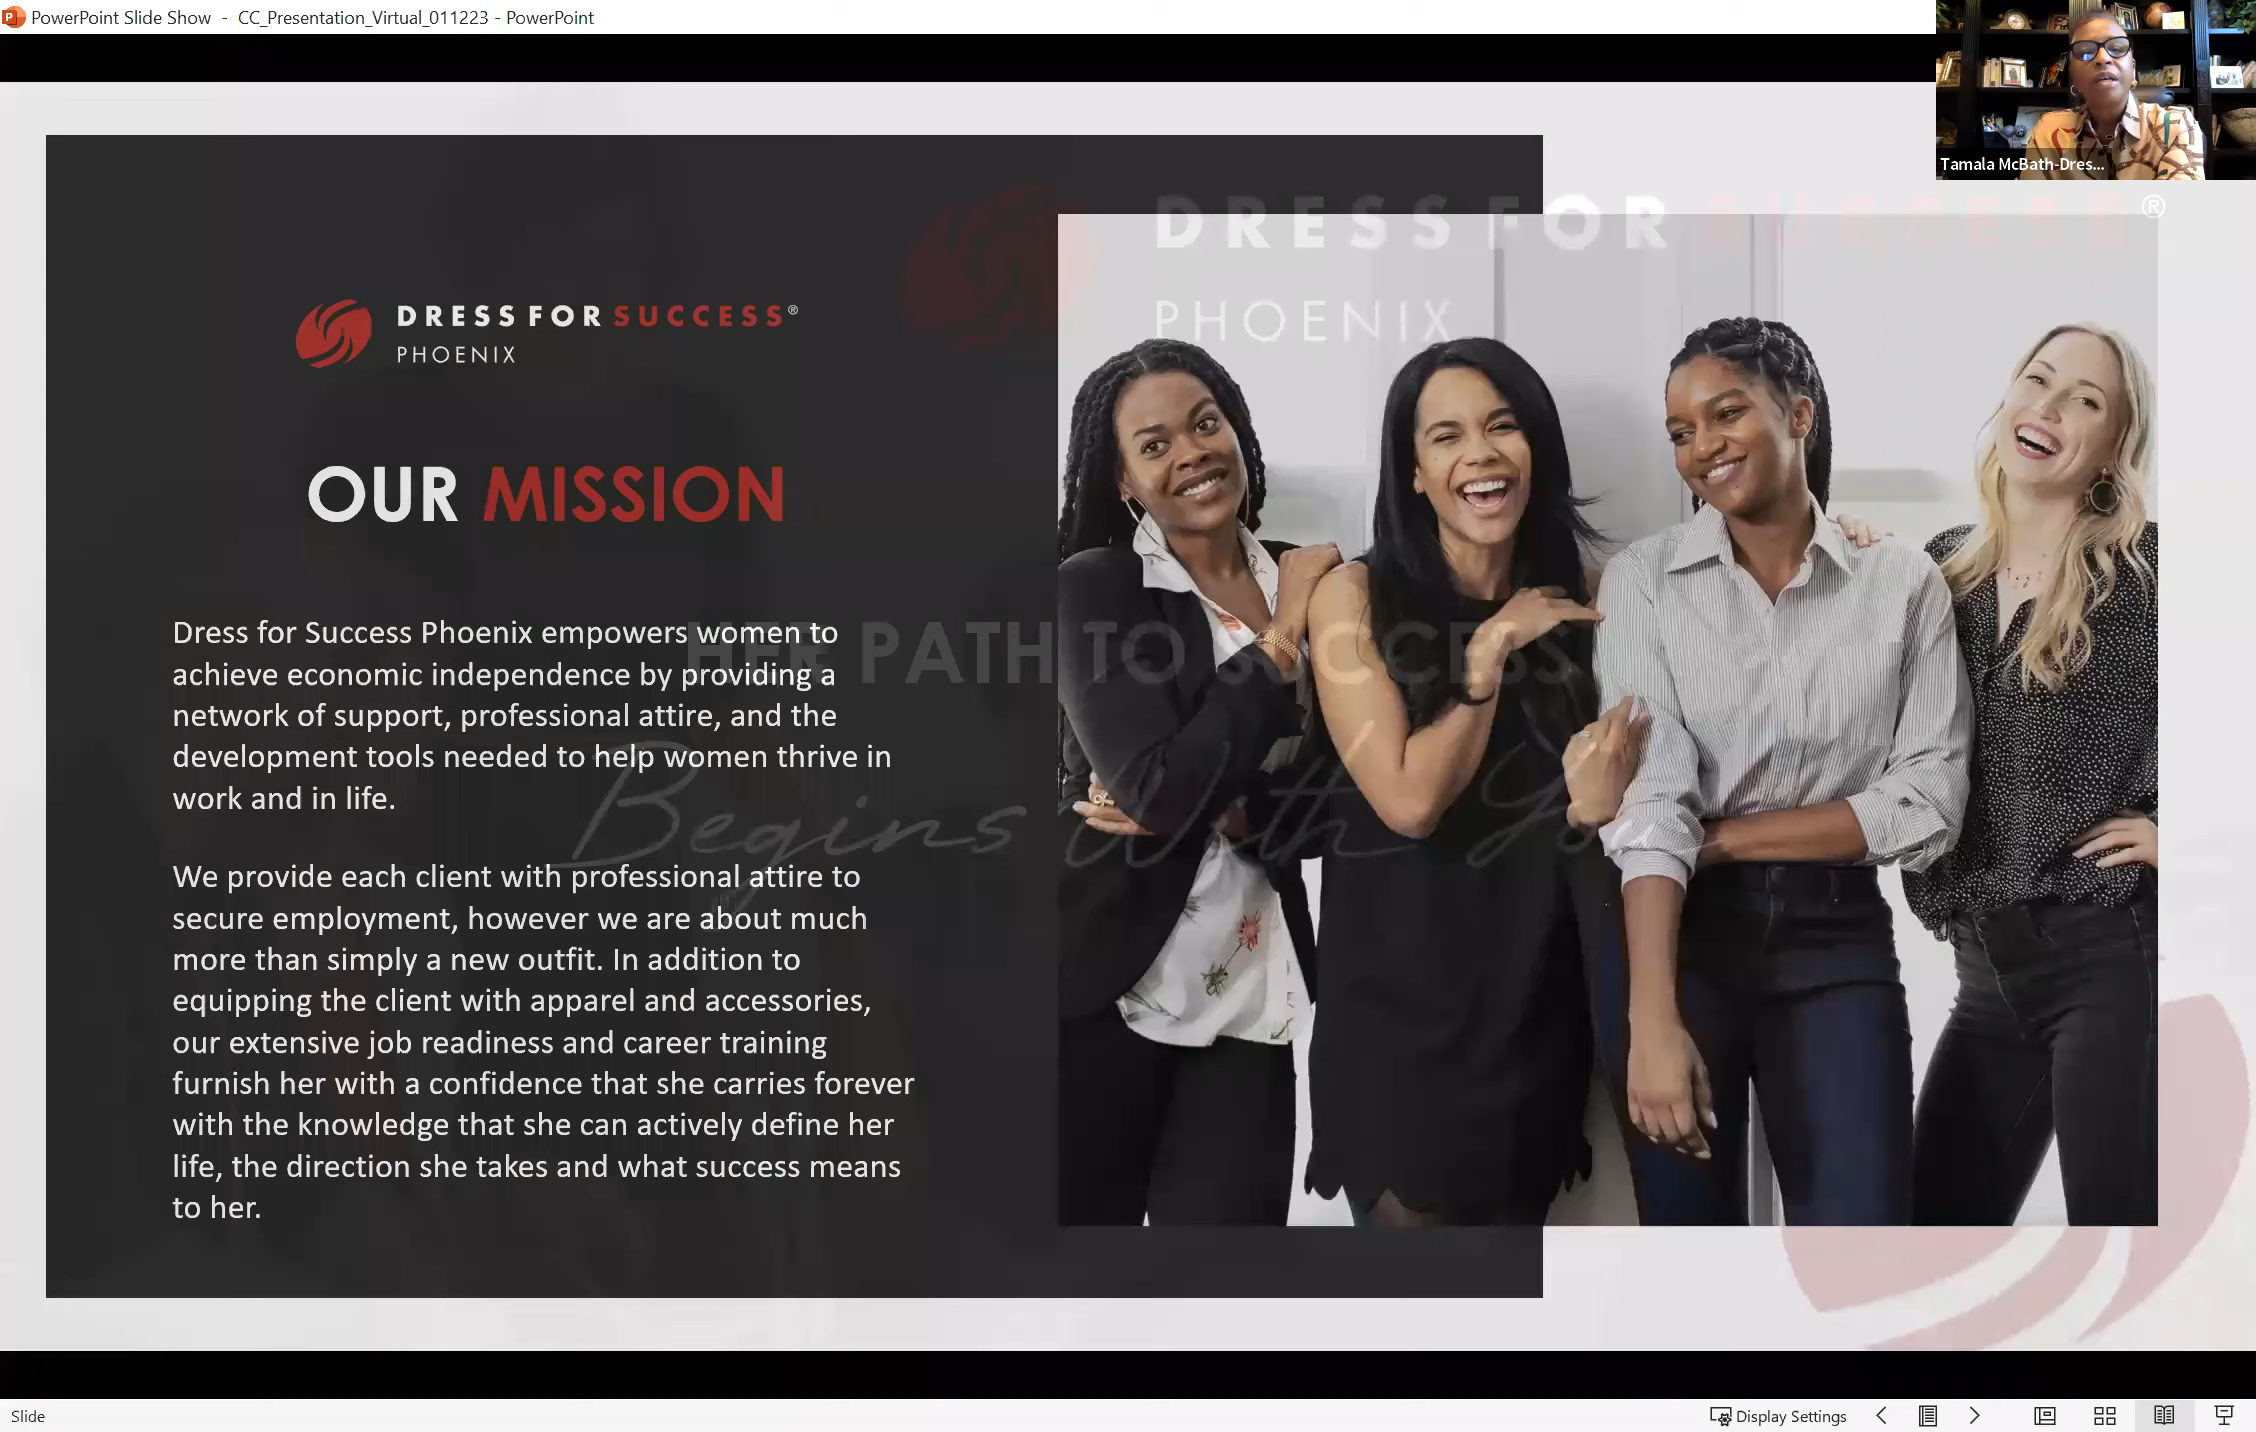 PowerPoint Slide Show - CC_Presentation_Virtual_011223 - PowerPoint
Tamala McBath-Dres...
DRESS FOR SUCCESS ®
PHOENIX
DRESS FOR SUCCESS®
PHOENIX
OUR MISSION
HER PATH TO SUCCESS
Begins With You
Dress for Success Phoenix empowers women to
achieve economic independence by providing a
network of support, professional attire, and the
development tools needed to help women thrive in
work and in life.
We provide each client with professional attire to
secure employment, however we are about much
more than simply a new outfit. In addition to
equipping the client with apparel and accessories,
our extensive job readiness and career training
furnish her with a confidence that she carries forever
with the knowledge that she can actively define her
life, the direction she takes and what success means
to her.
Slide
Display Settings